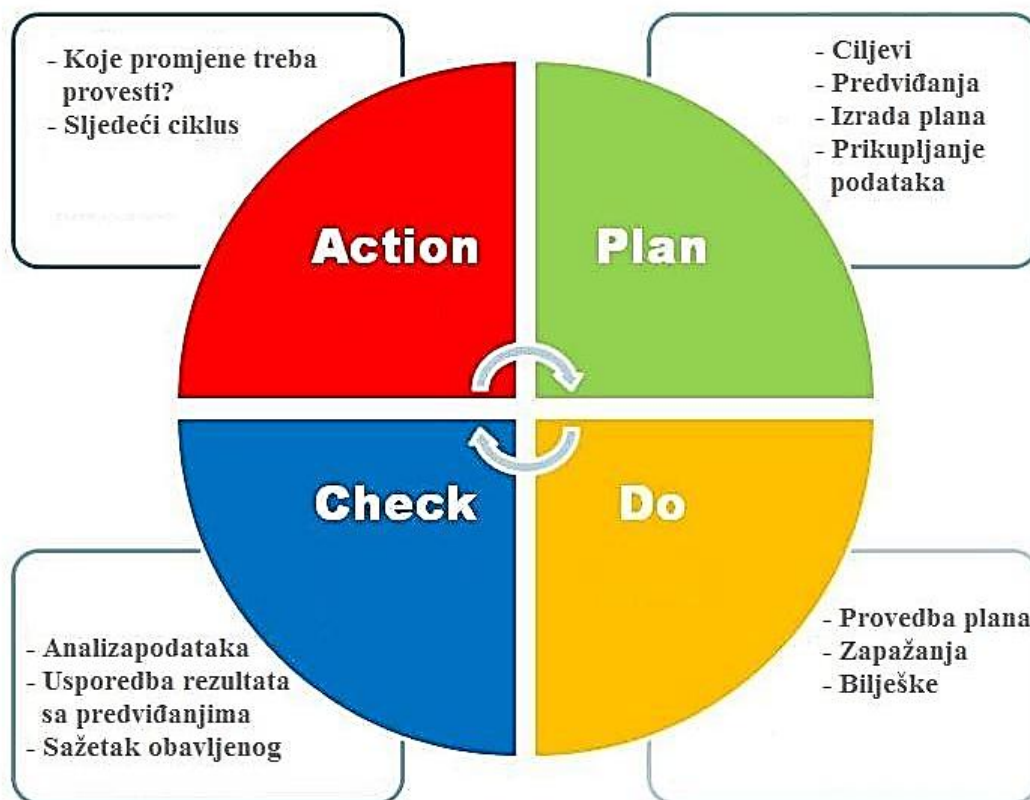 - Koje promjene treba
provesti?
- Sljedeći ciklus
- Ciljevi
- Predviđanja
- Izrada plana
- Prikupljanje
podataka
Action
Plan
Check
Do
- Analizapodataka
- Usporedba rezultata
sa predviđanjima
- Sažetak obavljenog
- Provedba plana
- Zapažanja
- Bilješke